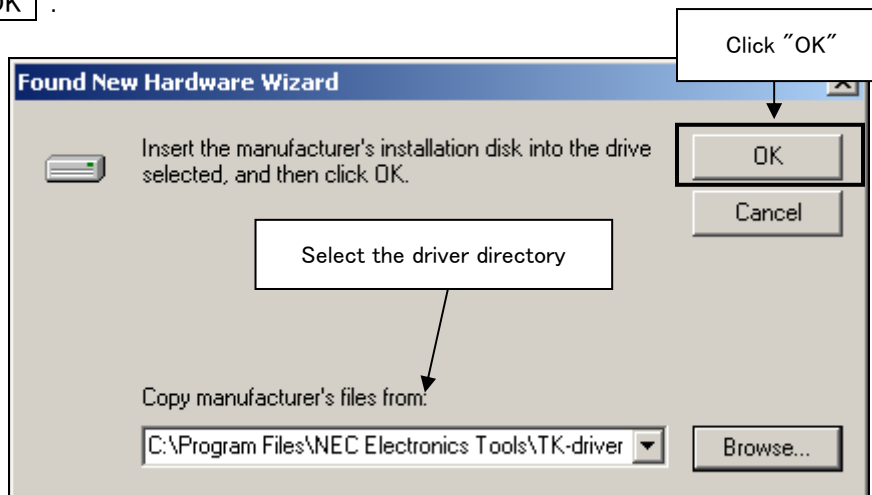 OK .
Click "OK"
Found New Hardware Wizard
Insert the manufacturer's installation disk into the drive
selected, and then click OK.
OK
Cancel
Select the driver directory
Copy manufacturer's files from:
C:\Program Files\NEC Electronics Tools\TK-driver
Browse...